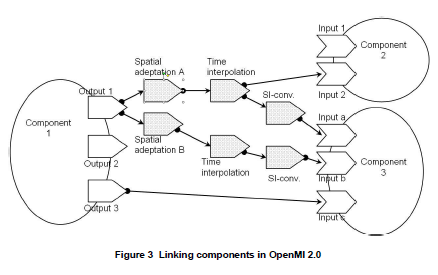 Input 1
Component
2
Spatial
adeptation A
Time
interpolation
Output 1
Input 2
SI-conv.
Input a
Component
1
Spatial
adeptation B
Output 2
Time
interpolation
SI-conv.
Input b
Component
3
Output 3
Input c
Figure 3 Linking components in OpenMI 2.0